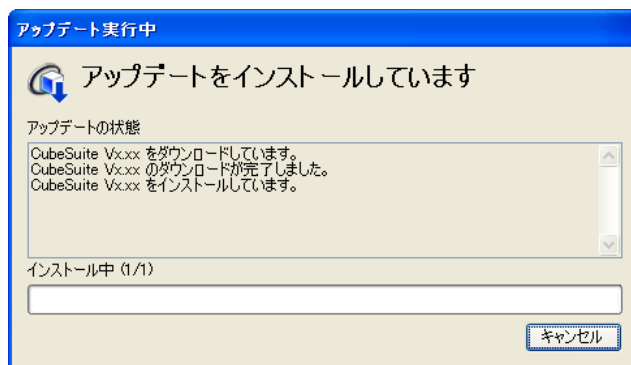 アップデート実行中
アップデートをインストールしています
アップデートの状態
CubeSuite Vx.xx をダウンロードしています。
CubeSuite Vx.xx のダウンロードが完了しました。
CubeSuite Vx.xx をインストールしています。
インストール中 (1/1)
キャンセル